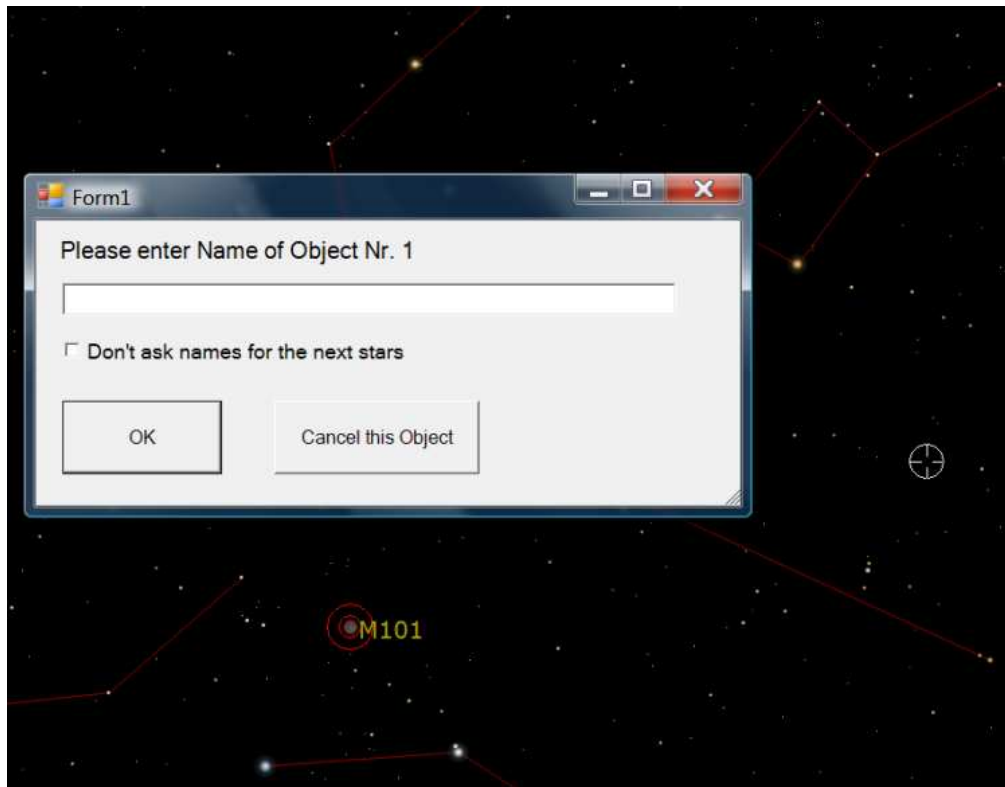 Form1
Please enter Name of Object Nr. 1
Don't ask names for the next stars
OK
Cancel this Object
M101